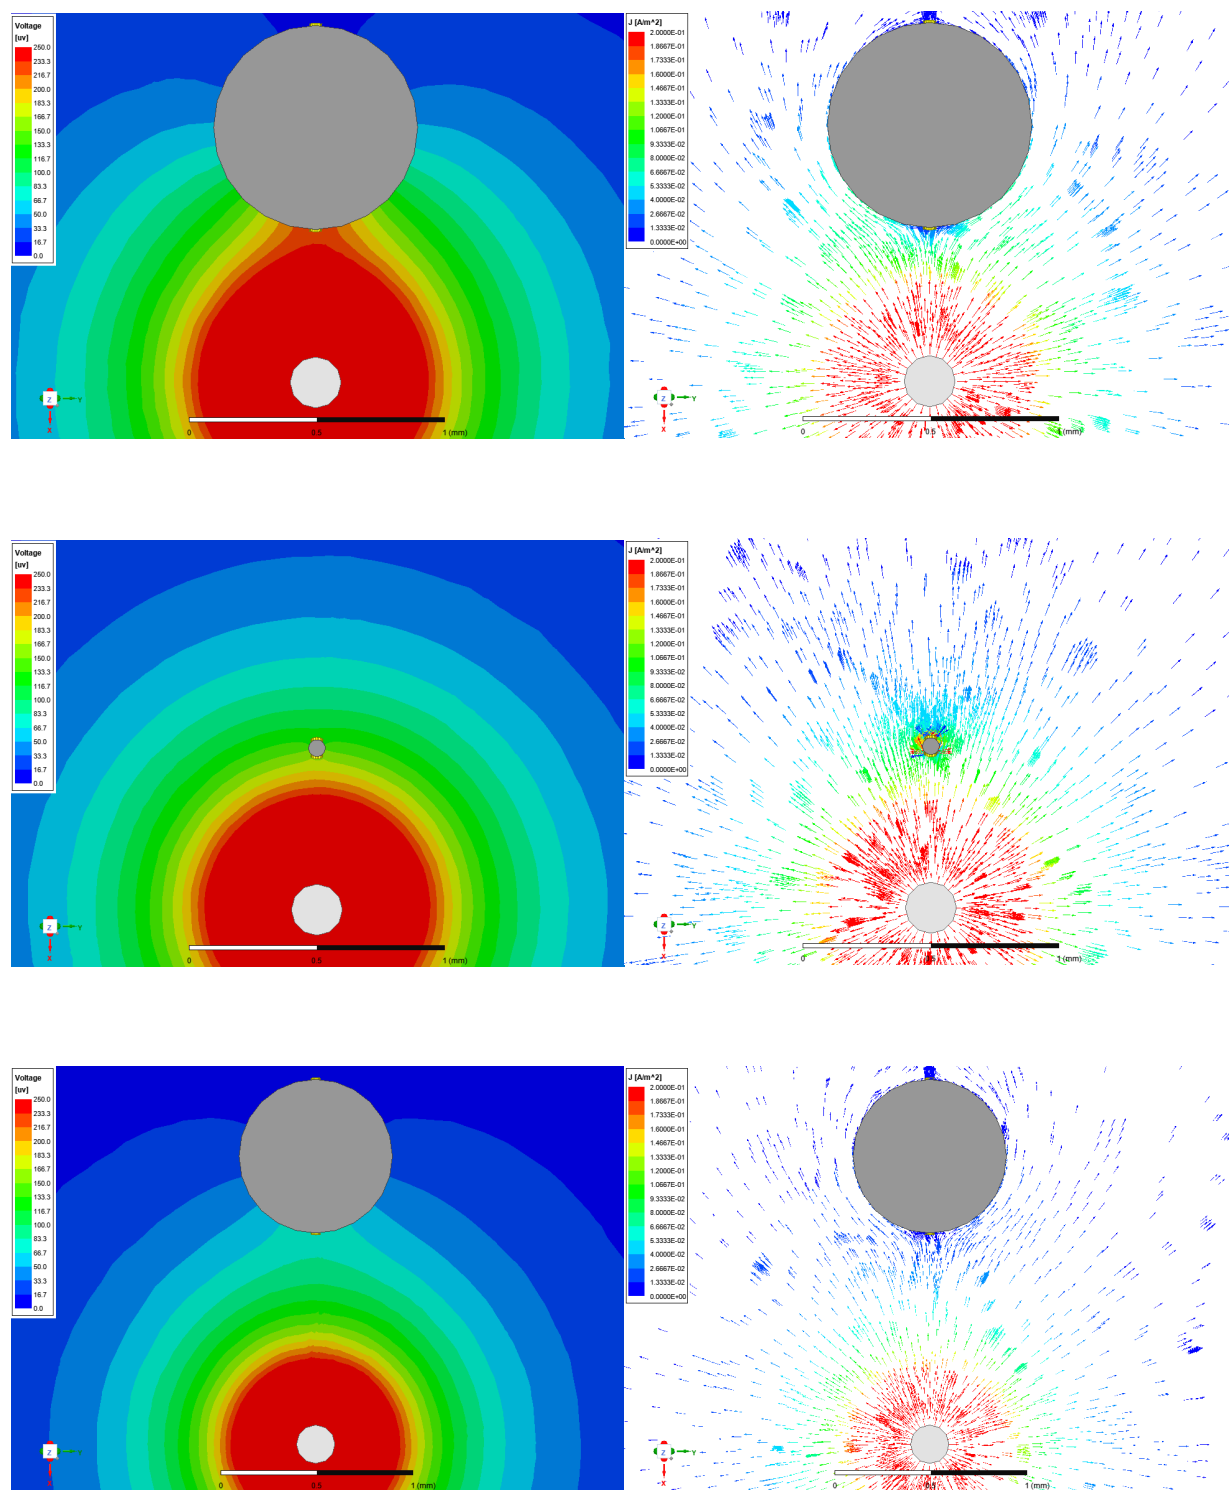 Voltage
[uv]
250.0
233.3
216.7
200.0
183.3
166.7
150.0
133.3
116.7
100.0
83.3
66.7
50.0
33.3
16.7
0.0
Z
Y
X
0 0.5 1 (mm)
J [A/m^2]
2.0000E-01
1.8667E-01
1.7333E-01
1.6000E-01
1.4667E-01
1.3333E-01
1.2000E-01
1.0667E-01
9.3333E-02
8.0000E-02
6.6667E-02
5.3333E-02
4.0000E-02
2.6667E-02
1.3333E-02
0.0000E+00
Z
Y
X
0 0.5 1 (mm)
Voltage
[uv]
250.0
233.3
216.7
200.0
183.3
166.7
150.0
133.3
116.7
100.0
83.3
66.7
50.0
33.3
16.7
0.0
Z
Y
X
0 0.5 1 (mm)
J [A/m^2]
2.0000E-01
1.8667E-01
1.7333E-01
1.6000E-01
1.4667E-01
1.3333E-01
1.2000E-01
1.0667E-01
9.3333E-02
8.0000E-02
6.6667E-02
5.3333E-02
4.0000E-02
2.6667E-02
1.3333E-02
0.0000E+00
Z
Y
X
0 0.5 1 (mm)
Voltage
[uv]
250.0
233.3
216.7
200.0
183.3
166.7
150.0
133.3
116.7
100.0
83.3
66.7
50.0
33.3
16.7
0.0
Z
Y
X
0 0.5 1 (mm)
J [A/m^2]
2.0000E-01
1.8667E-01
1.7333E-01
1.6000E-01
1.4667E-01
1.3333E-01
1.2000E-01
1.0667E-01
9.3333E-02
8.0000E-02
6.6667E-02
5.3333E-02
4.0000E-02
2.6667E-02
1.3333E-02
0.0000E+00
Z
Y
X
0 0.5 1 (mm)